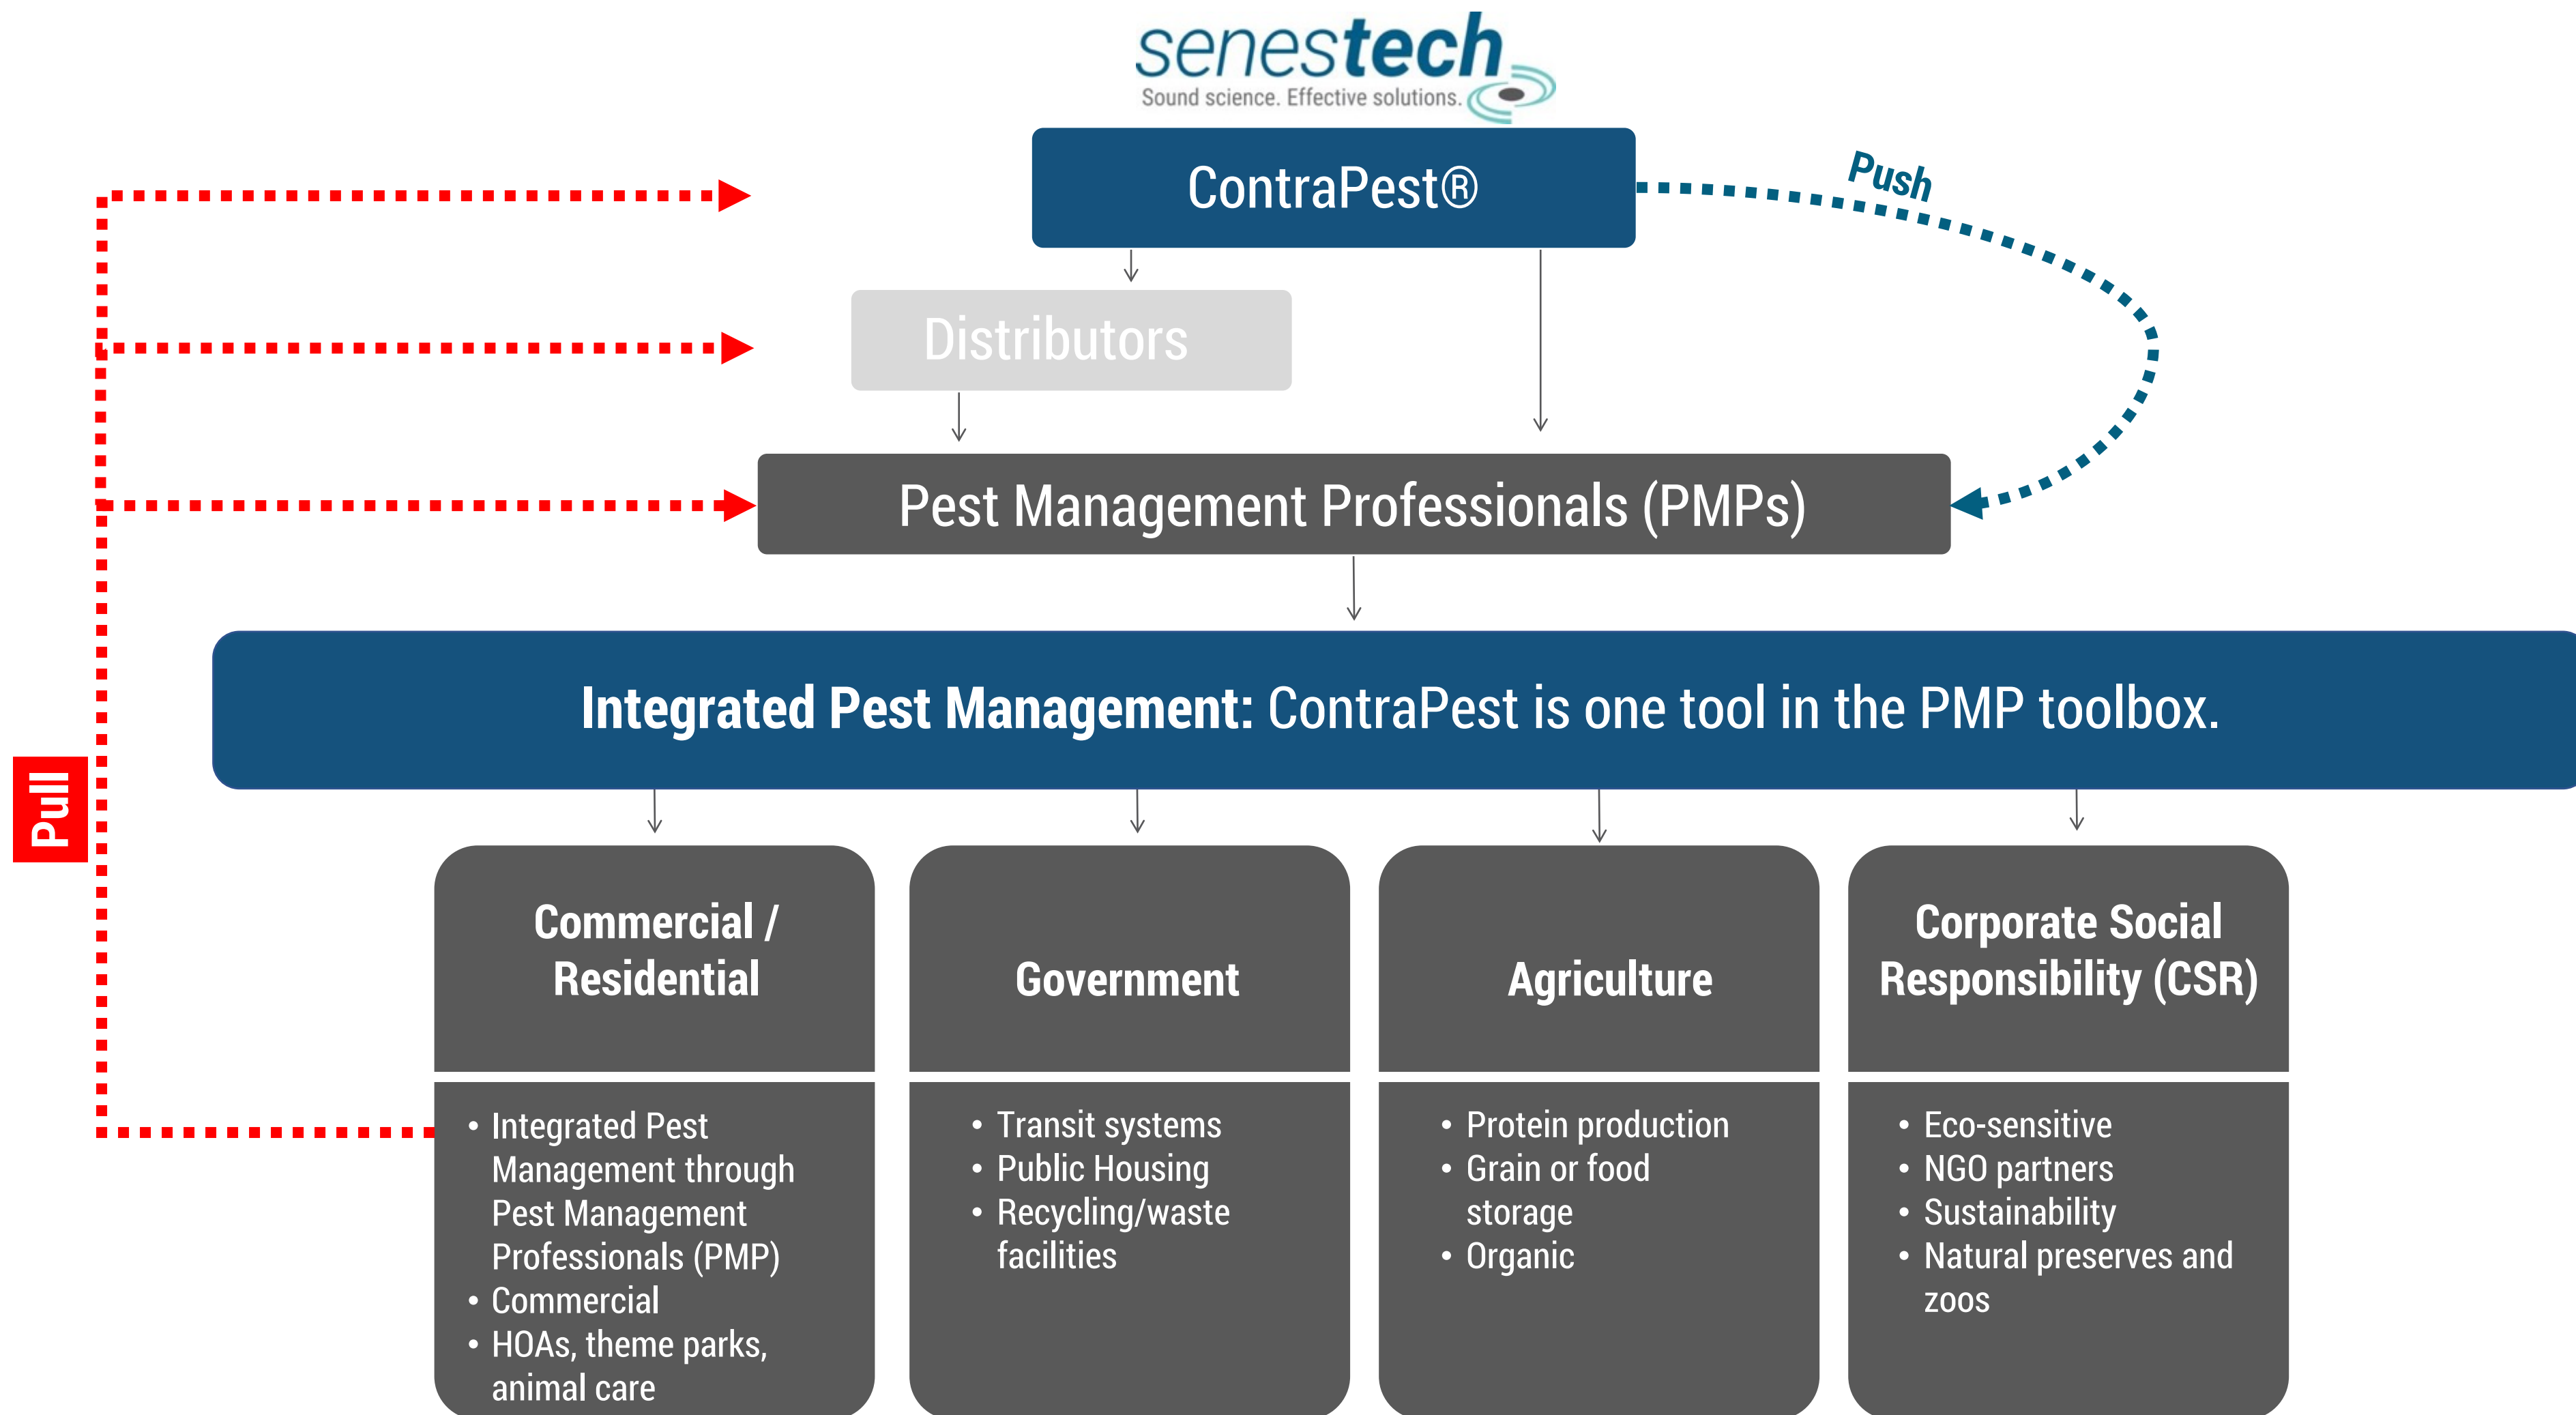 senestech
Sound science. Effective solutions.
ContraPest®
Push
Distributors
Pest Management Professionals (PMPs)
Integrated Pest Management: ContraPest is one tool in the PMP toolbox.
Pull
Commercial /
Residential
• Integrated Pest
Management through
Pest Management
Professionals (PMP)
• Commercial
• HOAs, theme parks,
animal care
Government
• Transit systems
• Public Housing
• Recycling/waste
facilities
Agriculture
• Protein production
• Grain or food
storage
• Organic
Corporate Social
Responsibility (CSR)
• Eco-sensitive
• NGO partners
• Sustainability
• Natural preserves and
zoos